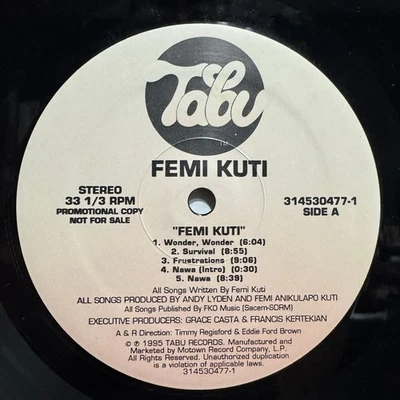 Tabu
TM
FEMI KUTI
STEREO
33 1/3 RPM
PROMOTIONAL COPY
NOT FOR SALE
314530477-1
SIDE A
"FEMI KUTI"
1. Wonder, Wonder (6:04)
2. Survival (8:55)
3. Frustrations (9:06)
4. Nawa (Intro) (0:30)
5. Nawa (8:39)
All Songs Written By Femi Kuti
ALL SONGS PRODUCED BY ANDY LYDEN AND FEMI ANIKULAPO KUTI
All Songs Published By FKO Music (Sacem-SDRM)
EXECUTIVE PRODUCERS: GRACE CASTA & FRANCIS KERTEKIAN
A & R Direction: Timmy Regisford & Eddie Ford Brown
© ℗ 1995 TABU RECORDS. Manufactured and
Marketed by Motown Record Company, L.P.
All Rights Reserved. Unauthorized duplication
is a violation of applicable laws.